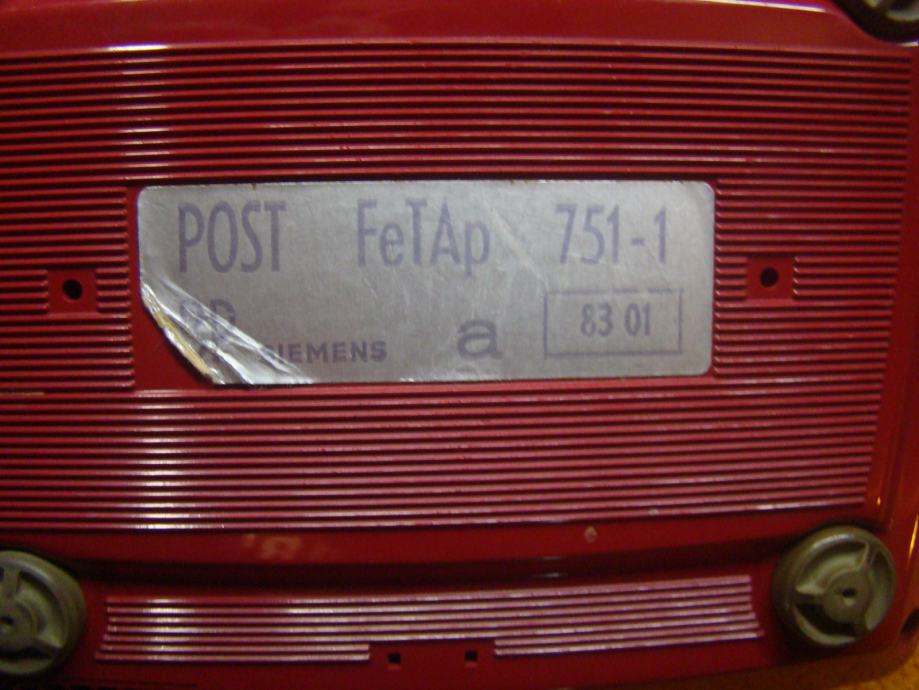 POST FeTAp 751-1
SIEMENS a 83 01